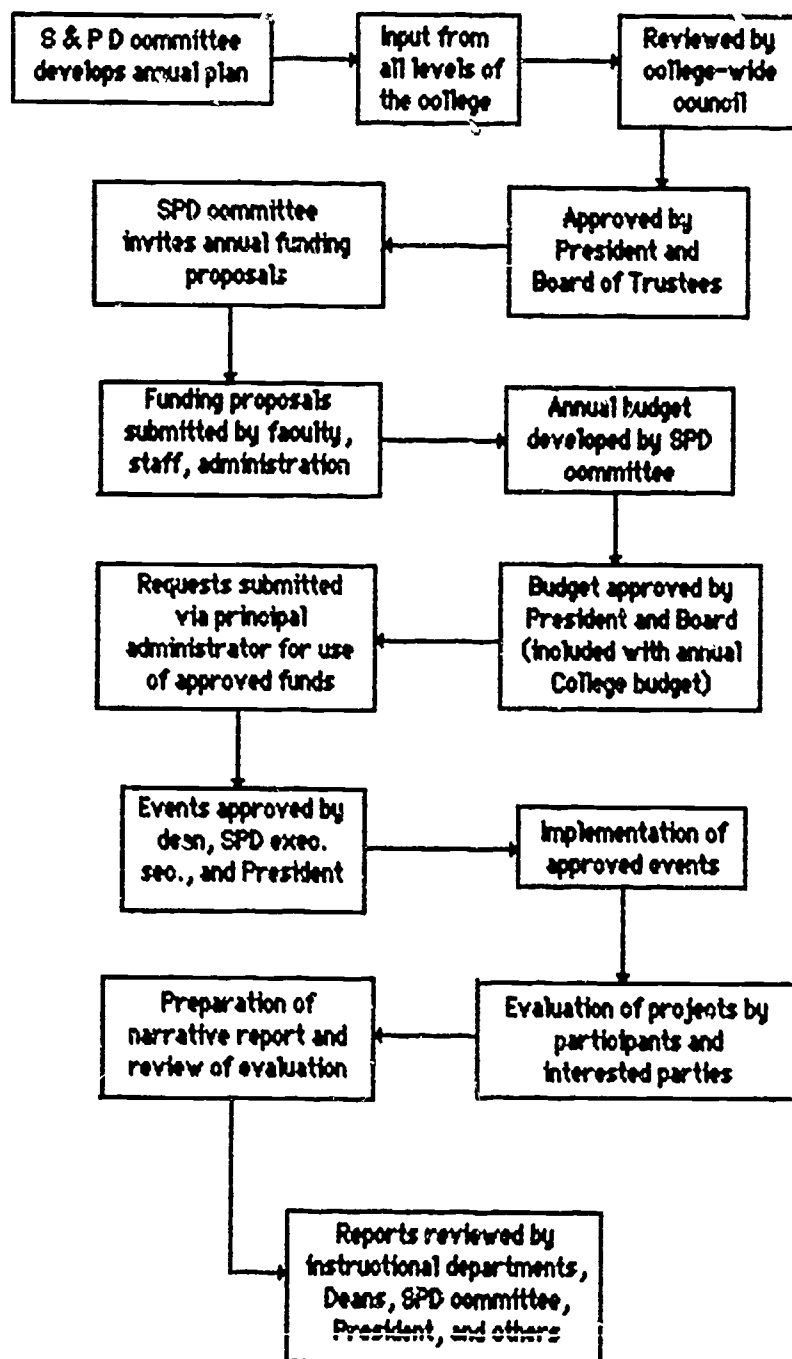 S & P D committee
develops annual plan
Input from
all levels of
the college
Reviewed by
college-wide
council
Approved by
President and
Board of Trustees
SPD committee
invites annual funding
proposals
Funding proposals
submitted by faculty,
staff, administration
Annual budget
developed by SPD
committee
Budget approved by
President and Board
(included with annual
College budget)
Requests submitted
via principal
administrator for use
of approved funds
Events approved by
dean, SPD exec.
sec., and President
Implementation of
approved events
Evaluation of projects by
participants and
interested parties
Preparation of
narrative report and
review of evaluation
Reports reviewed by
instructional departments,
Deans, SPD committee,
President, and others